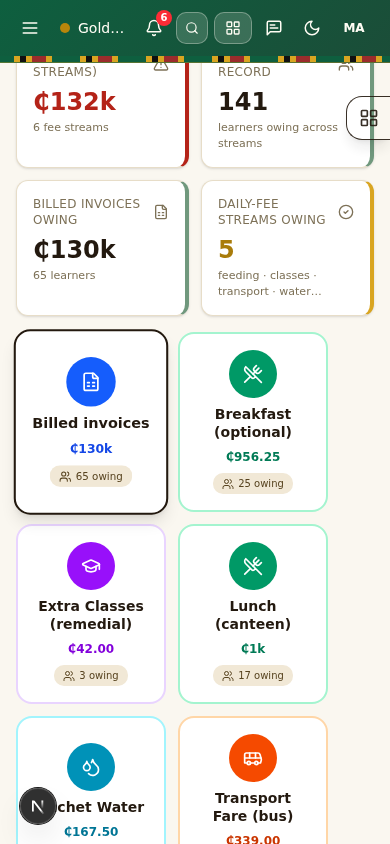 Gold...
6
MA
STREAMS)
₵132k
6 fee streams
RECORD
141
learners owing across
streams
BILLED INVOICES
OWING
₵130k
65 learners
DAILY-FEE
STREAMS OWING
5
feeding · classes ·
transport · water...
Billed invoices
₵130k
65 owing
Breakfast
(optional)
₵956.25
25 owing
Extra Classes
(remedial)
₵42.00
3 owing
Lunch
(canteen)
₵1k
17 owing
chet Water
₵167.50
Transport
Fare (bus)
₵339.00
N